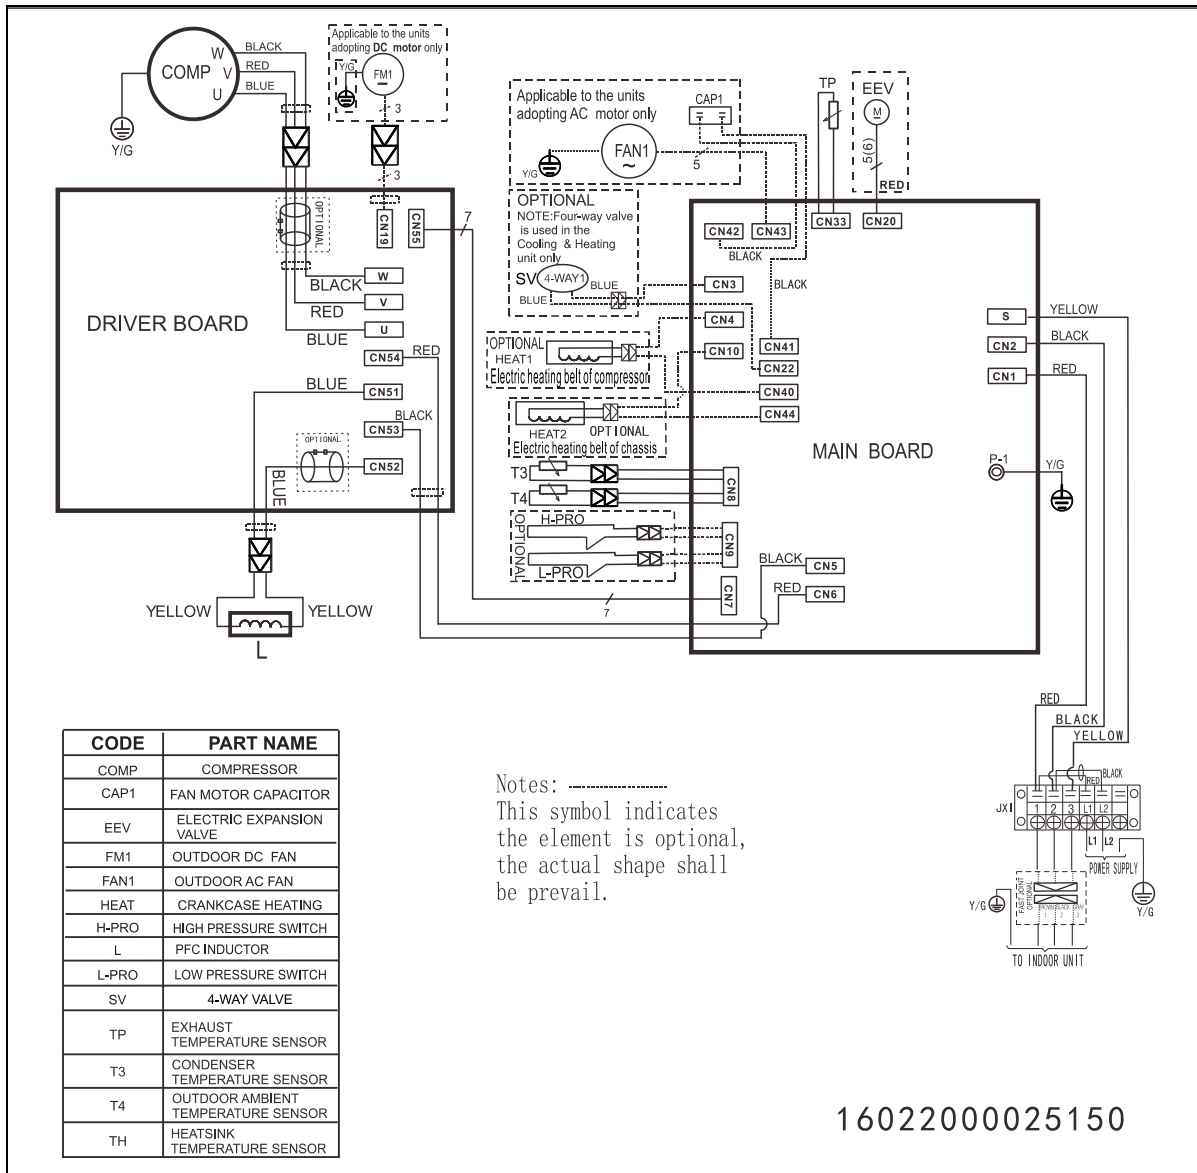 Applicable to the units
adopting DC motor only
Y/G
FM1
3
3
COMP
W
V
U
BLACK
RED
BLUE
Y/G
Applicable to the units
adopting AC motor only
CAP1
FAN1
5
Y/G
TP
EEV
M
5(6)
RED
OPTIONAL
NOTE:Four-way valve
is used in the
Cooling & Heating
unit only
SV
4-WAY1
BLUE
BLUE
OPTIONAL
CN19
CN55
7
W
BLACK
V
RED
U
BLUE
DRIVER BOARD
CN54
RED
BLUE
CN51
BLACK
CN53
OPTIONAL
CN52
BLUE
YELLOW
YELLOW
L
CN42
CN43
CN33
CN20
BLACK
BLACK
CN3
CN4
CN10
CN41
CN22
CN40
CN44
OPTIONAL
HEAT1
Electric heating belt of compressor
HEAT2
OPTIONAL
Electric heating belt of chassis
T3
T4
CN8
OPTIONAL
H-PRO
L-PRO
CN9
CN7
7
BLACK
CN5
RED
CN6
MAIN BOARD
S
YELLOW
CN2
BLACK
CN1
RED
P-1
Y/G
RED
BLACK
YELLOW
RED
BLACK
JX1
1 2 3 L1 L2
L1 L2
POWER SUPPLY
Y/G
FAST JOINT
OPTIONAL
BROWN BLACK GRAY
1 2 3
Y/G
TO INDOOR UNIT
CODE PART NAME
COMP COMPRESSOR
CAP1 FAN MOTOR CAPACITOR
EEV ELECTRIC EXPANSION
VALVE
FM1 OUTDOOR DC FAN
FAN1 OUTDOOR AC FAN
HEAT CRANKCASE HEATING
H-PRO HIGH PRESSURE SWITCH
L PFC INDUCTOR
L-PRO LOW PRESSURE SWITCH
SV 4-WAY VALVE
TP EXHAUST
TEMPERATURE SENSOR
T3 CONDENSER
TEMPERATURE SENSOR
T4 OUTDOOR AMBIENT
TEMPERATURE SENSOR
TH HEATSINK
TEMPERATURE SENSOR
Notes:
This symbol indicates
the element is optional,
the actual shape shall
be prevail.
16022000025150